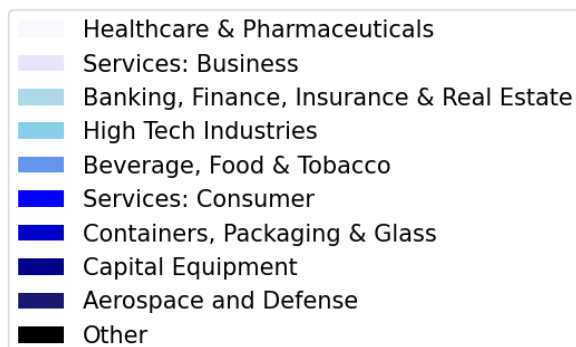 Healthcare & Pharmaceuticals
Services: Business
Banking, Finance, Insurance & Real Estate
High Tech Industries
Beverage, Food & Tobacco
Services: Consumer
Containers, Packaging & Glass
Capital Equipment
Aerospace and Defense
Other